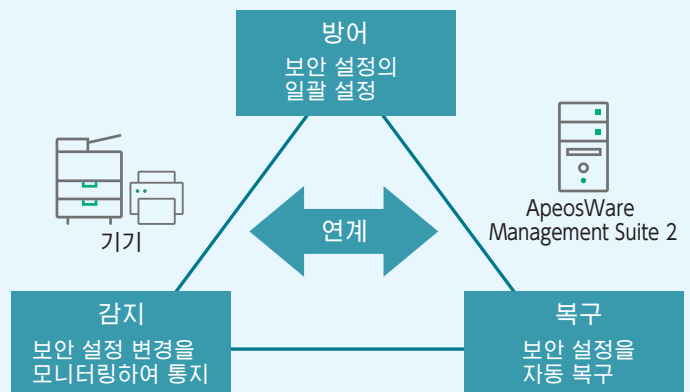 방어
보안 설정의
일괄 설정
기기
연계
ApeosWare
Management Suite 2
감지
보안 설정 변경을
모니터링하여 통지
복구
보안 설정을
자동 복구